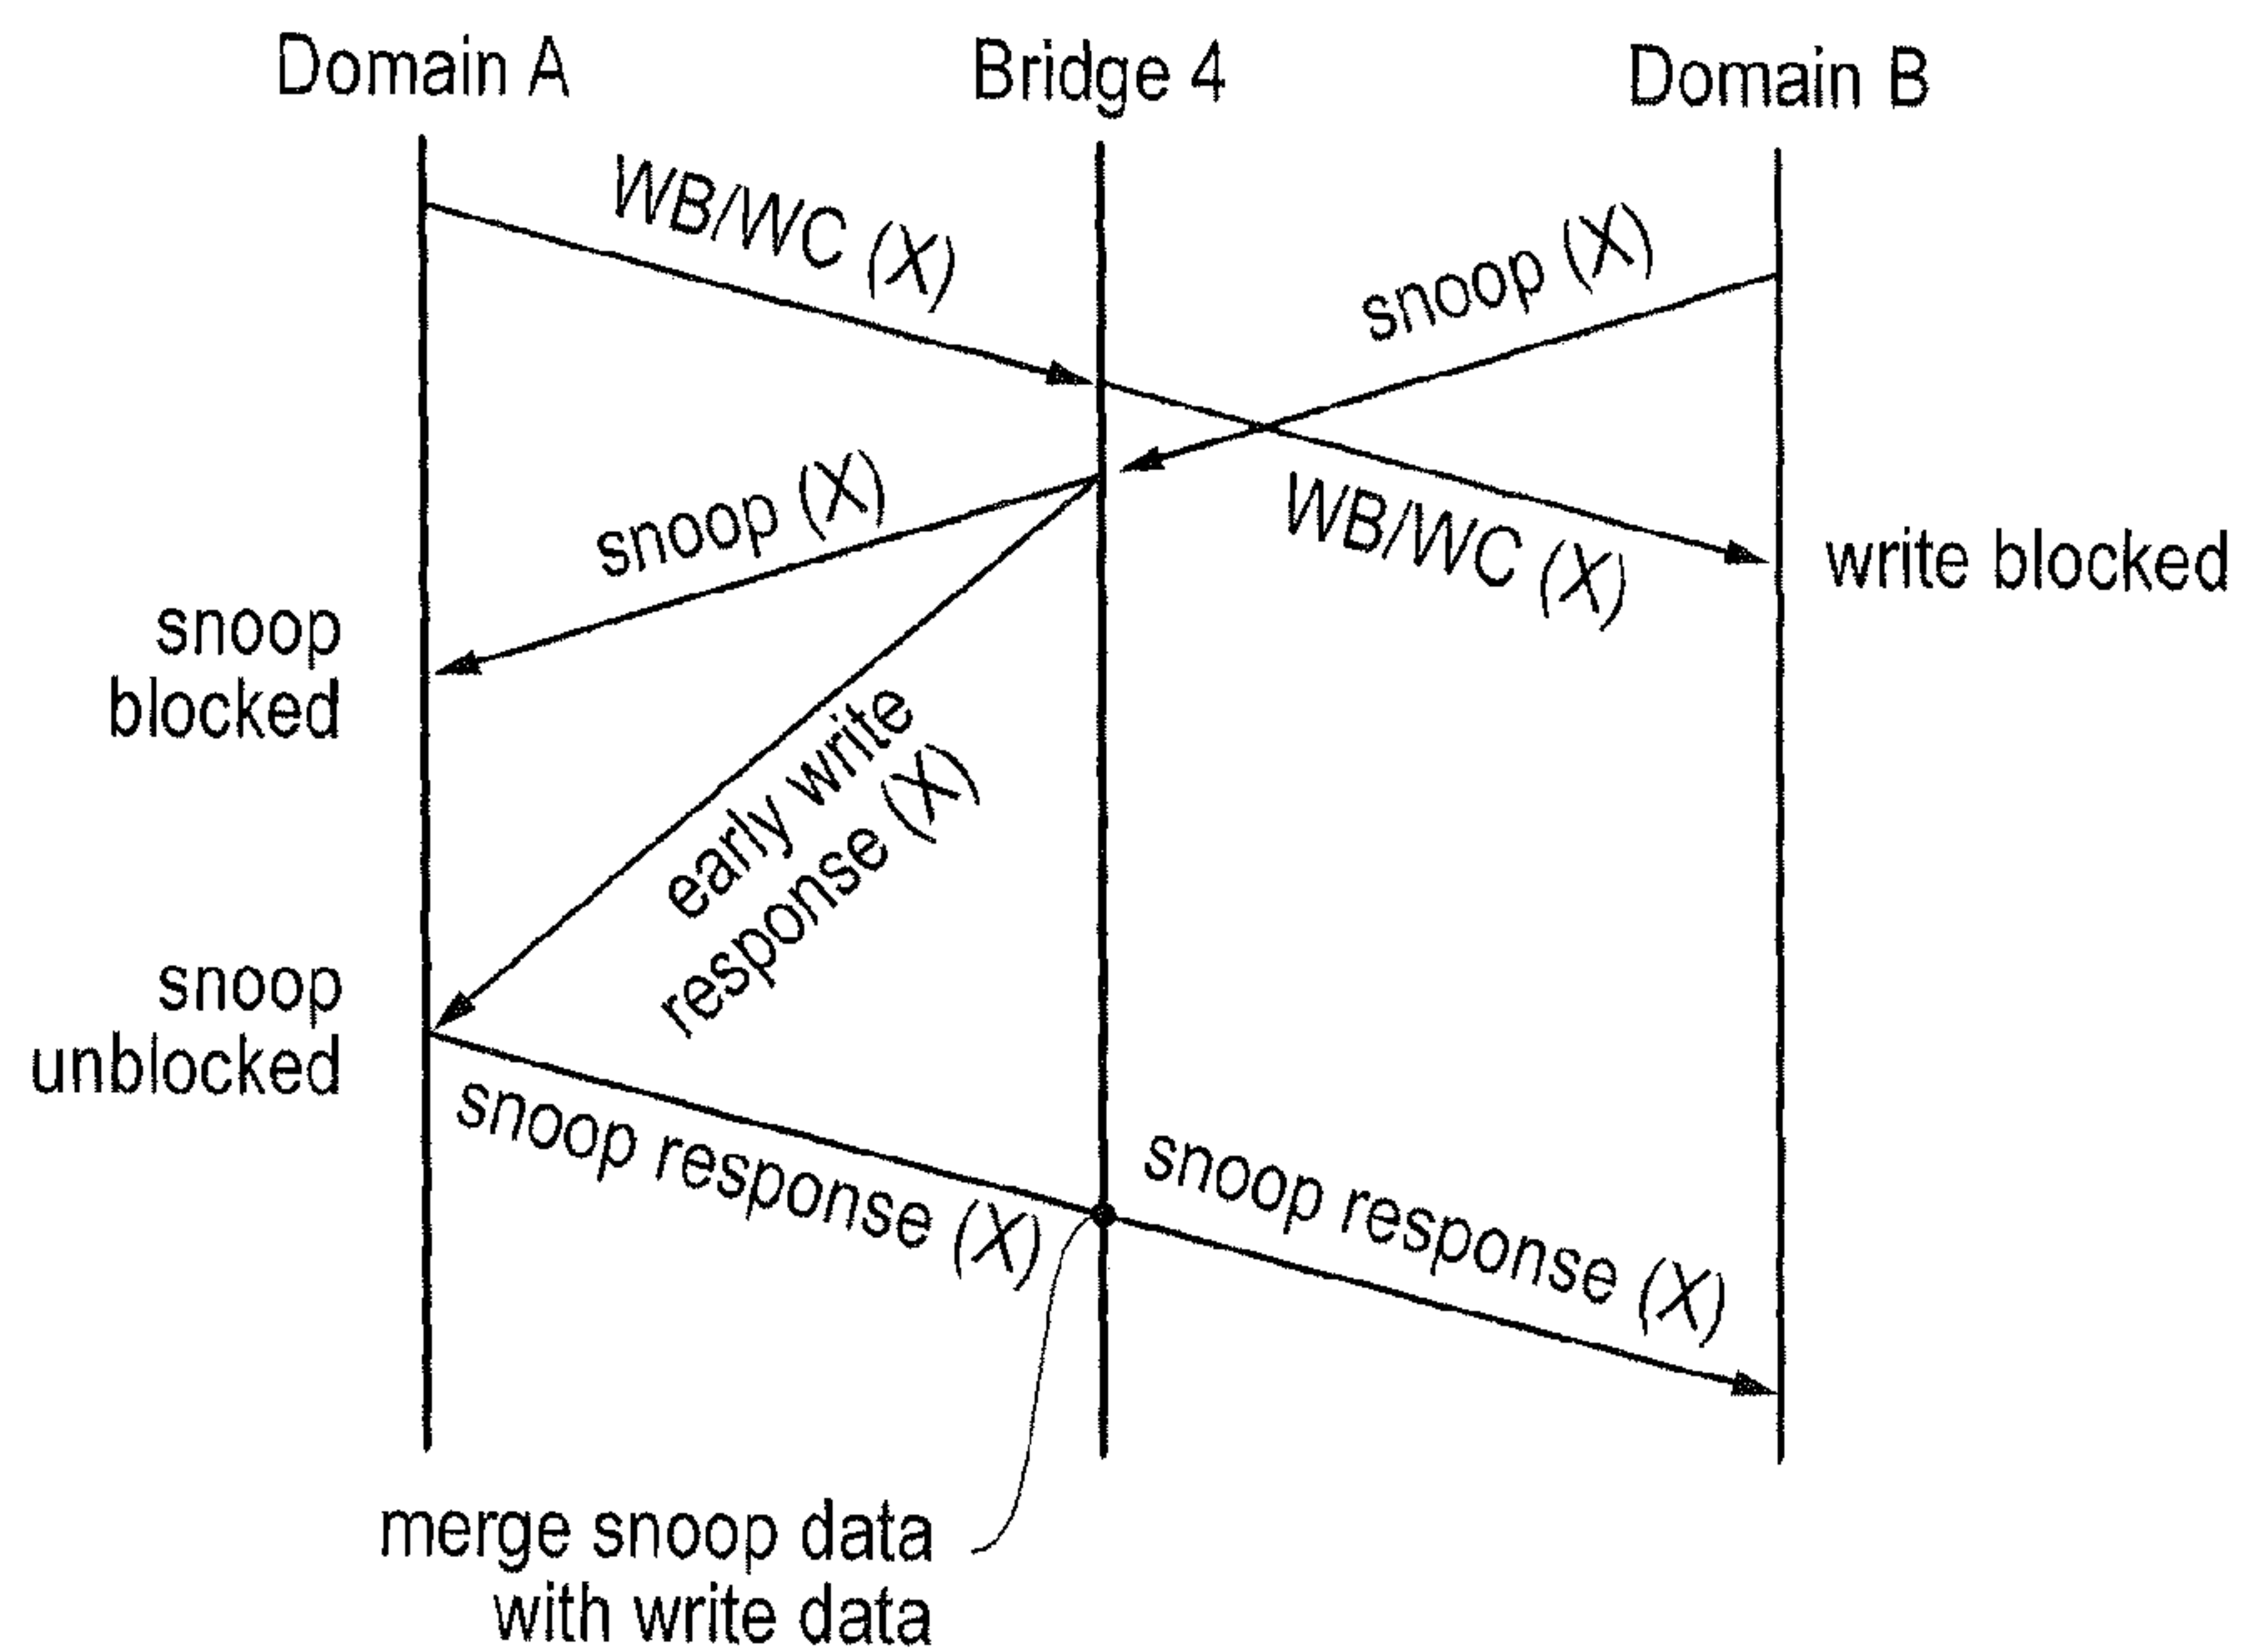 Domain A
Bridge 4
Domain B
WB/WC (X)
snoop (X)
snoop (X)
WB/WC (X)
write blocked
snoop
blocked
early write
response (X)
snoop
unblocked
snoop response (X)
snoop response (X)
merge snoop data
with write data